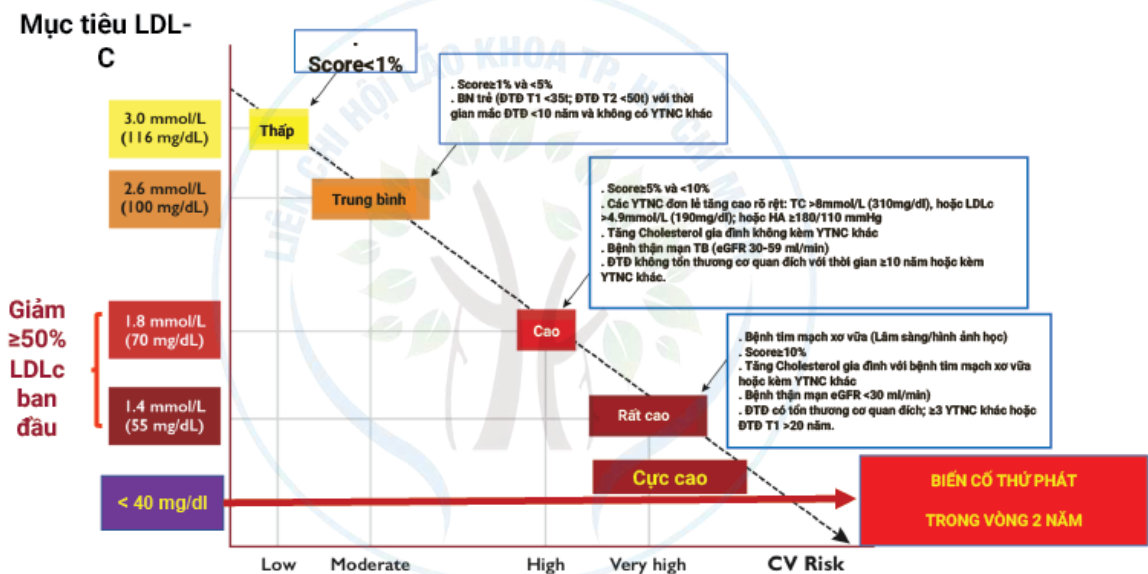 Mục tiêu LDL-
C
.
Score<1%
. Score≥1% và <5%
. BN trẻ (ĐTĐ T1 <35t; ĐTĐ T2 <50t) với thời
gian mắc ĐTĐ <10 năm và không có YTNC khác
3.0 mmol/L
(116 mg/dL)
Thấp
2.6 mmol/L
(100 mg/dL)
Trung bình
. Score≥5% và <10%
. Các YTNC đơn lẻ tăng cao rõ rệt: TC >8mmol/L (310mg/dl), hoặc LDLc
>4.9mmol/L (190mg/dl); hoặc HA ≥180/110 mmHg
. Tăng Cholesterol gia đình không kèm YTNC khác
. Bệnh thận mạn TB (eGFR 30-59 ml/min)
. ĐTĐ không tổn thương cơ quan đích với thời gian ≥10 năm hoặc kèm
YTNC khác.
Giảm
≥50%
LDLc
ban
đầu
1.8 mmol/L
(70 mg/dL)
Cao
. Bệnh tim mạch xơ vữa (Lâm sàng/hình ảnh học)
. Score≥10%
. Tăng Cholesterol gia đình với bệnh tim mạch xơ vữa
hoặc kèm YTNC khác
. Bệnh thận mạn eGFR <30 ml/min)
. ĐTĐ có tổn thương cơ quan đích; ≥3 YTNC khác hoặc
ĐTĐ T1 >20 năm.
1.4 mmol/L
(55 mg/dL)
Rất cao
Cực cao
< 40 mg/dl
BIẾN CỐ THỨ PHÁT
TRONG VÒNG 2 NĂM
Low
Moderate
High
Very high
CV Risk
LIÊN CHI HỘI LÃO KHOA TP. HỒ CHÍ M